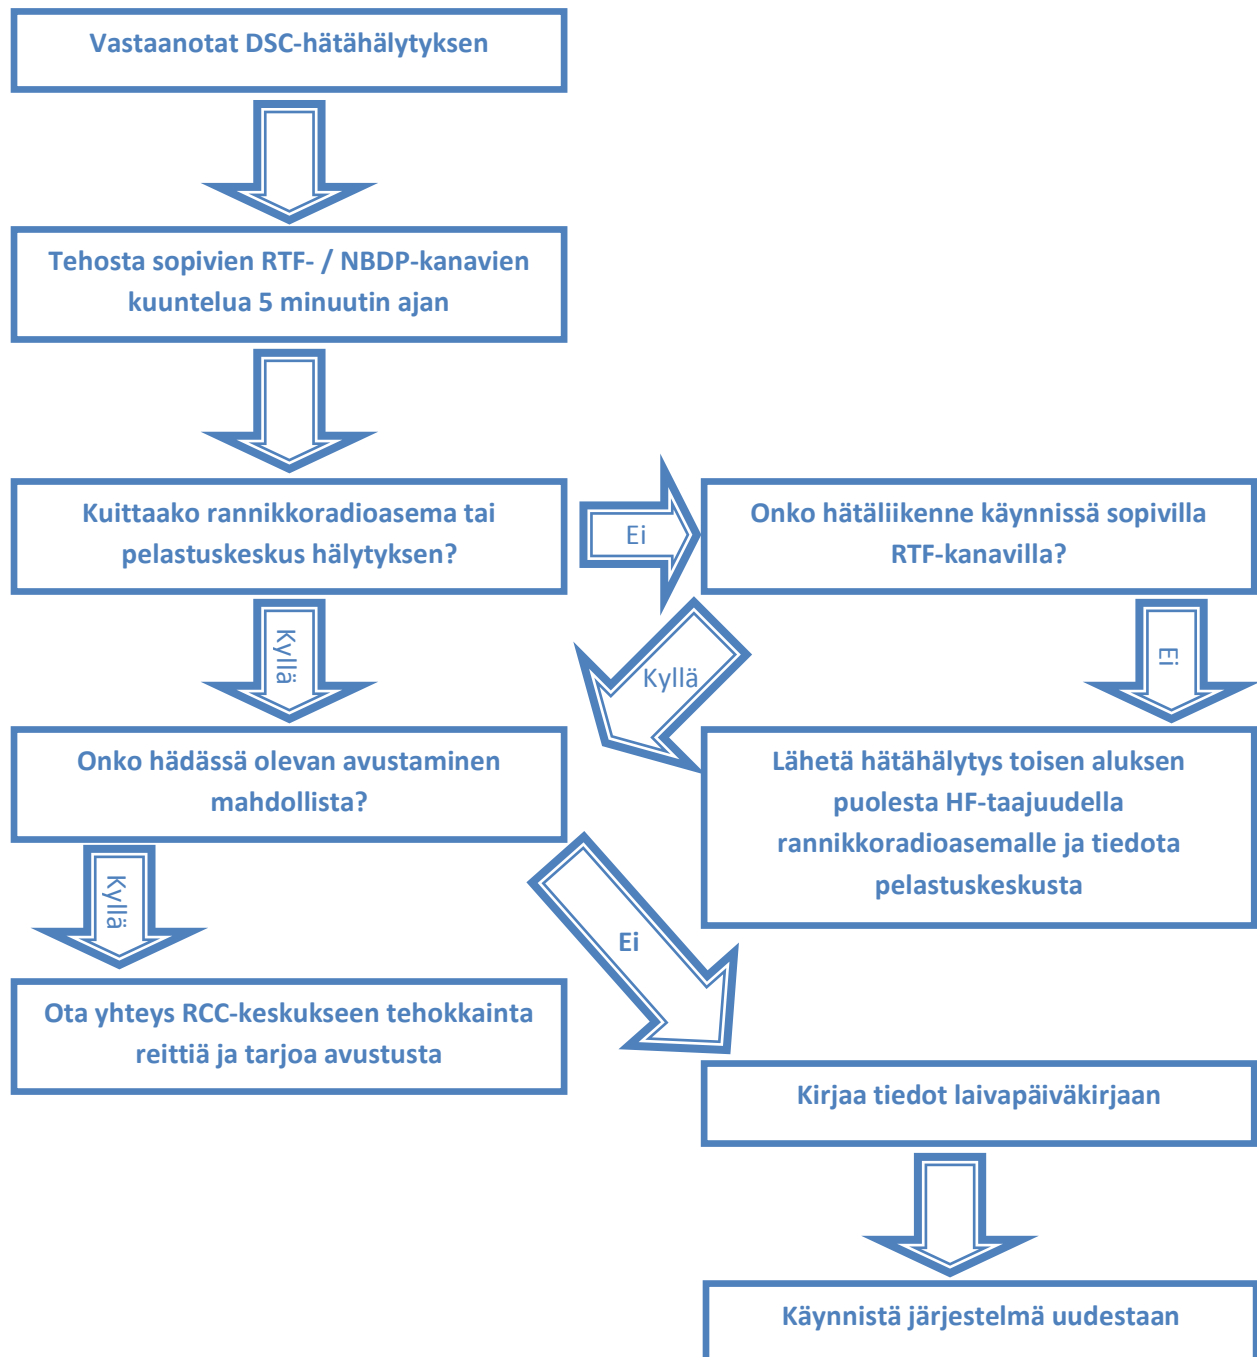 Vastaanotat DSC-hätähälytyksen
Tehosta sopivien RTF- / NBDP-kanavien
kuuntelua 5 minuutin ajan
Kuittaako rannikkoradioasema tai
pelastuskeskus hälytyksen?
Ei
Onko hätäliikenne käynnissä sopivilla
RTF-kanavilla?
Kyllä
Kyllä
Ei
Onko hädässä olevan avustaminen
mahdollista?
Lähetä hätähälytys toisen aluksen
puolesta HF-taajuudella
rannikkoradioasemalle ja tiedota
pelastuskeskusta
Kyllä
Ei
Ota yhteys RCC-keskukseen tehokkainta
reittiä ja tarjoa avustusta
Kirjaa tiedot laivapäiväkirjaan
Käynnistä järjestelmä uudestaan